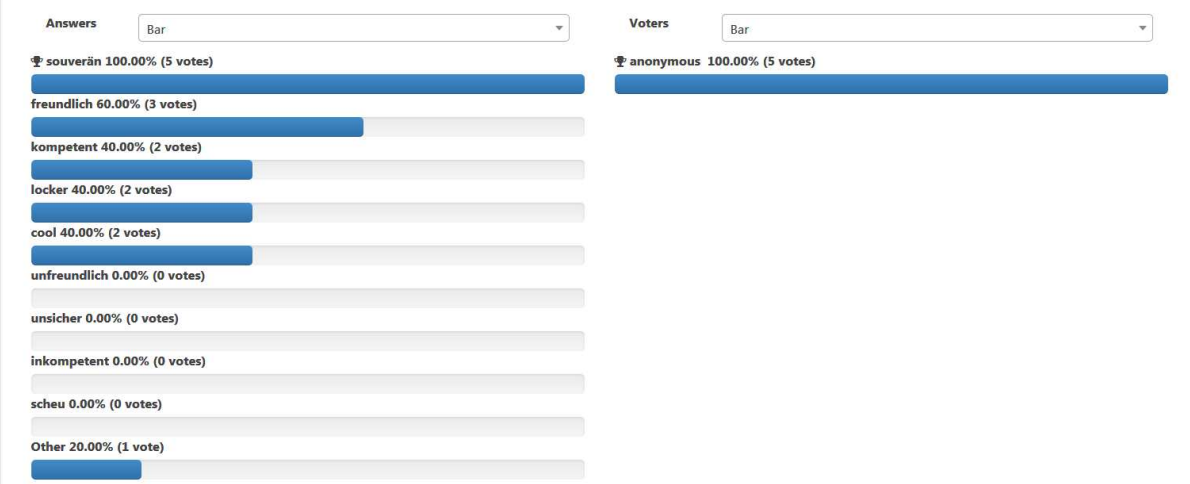 Answers
Bar
souverän 100.00% (5 votes)
freundlich 60.00% (3 votes)
kompetent 40.00% (2 votes)
locker 40.00% (2 votes)
cool 40.00% (2 votes)
unfreundlich 0.00% (0 votes)
unsicher 0.00% (0 votes)
inkompetent 0.00% (0 votes)
scheu 0.00% (0 votes)
Other 20.00% (1 vote)
Voters
Bar
anonymous 100.00% (5 votes)